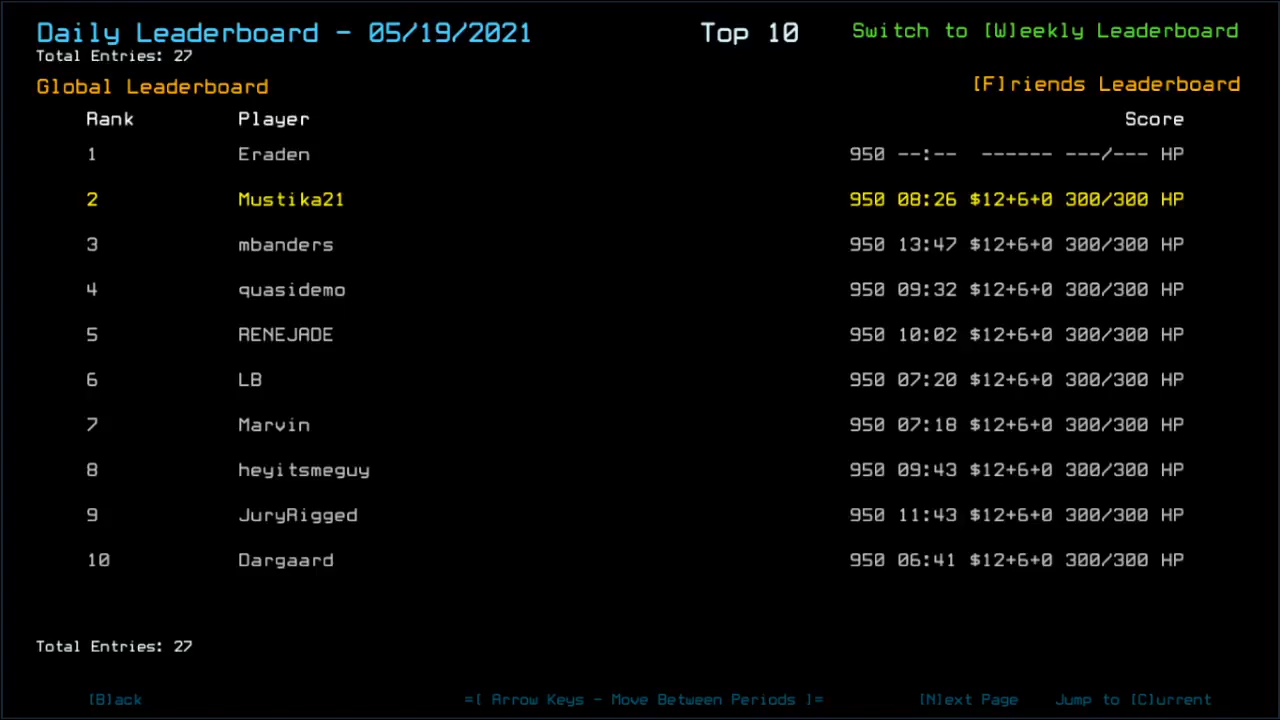 Daily Leaderboard - 05/19/2021 Top 10 Switch to [W]eekly Leaderboard
Total Entries: 27
Global Leaderboard [F]riends Leaderboard
Rank Player Score
1 Eraden 950 --:-- ------ ---/--- HP
2 Mustika21 950 08:26 $12+6+0 300/300 HP
3 mbanders 950 13:47 $12+6+0 300/300 HP
4 quasidemo 950 09:32 $12+6+0 300/300 HP
5 RENEJADE 950 10:02 $12+6+0 300/300 HP
6 LB 950 07:20 $12+6+0 300/300 HP
7 Marvin 950 07:18 $12+6+0 300/300 HP
8 heyitsmeguy 950 09:43 $12+6+0 300/300 HP
9 JuryRigged 950 11:43 $12+6+0 300/300 HP
10 Dargaard 950 06:41 $12+6+0 300/300 HP
Total Entries: 27
[B]ack =[ Arrow Keys - Move Between Periods ]= [N]ext Page Jump to [C]urrent